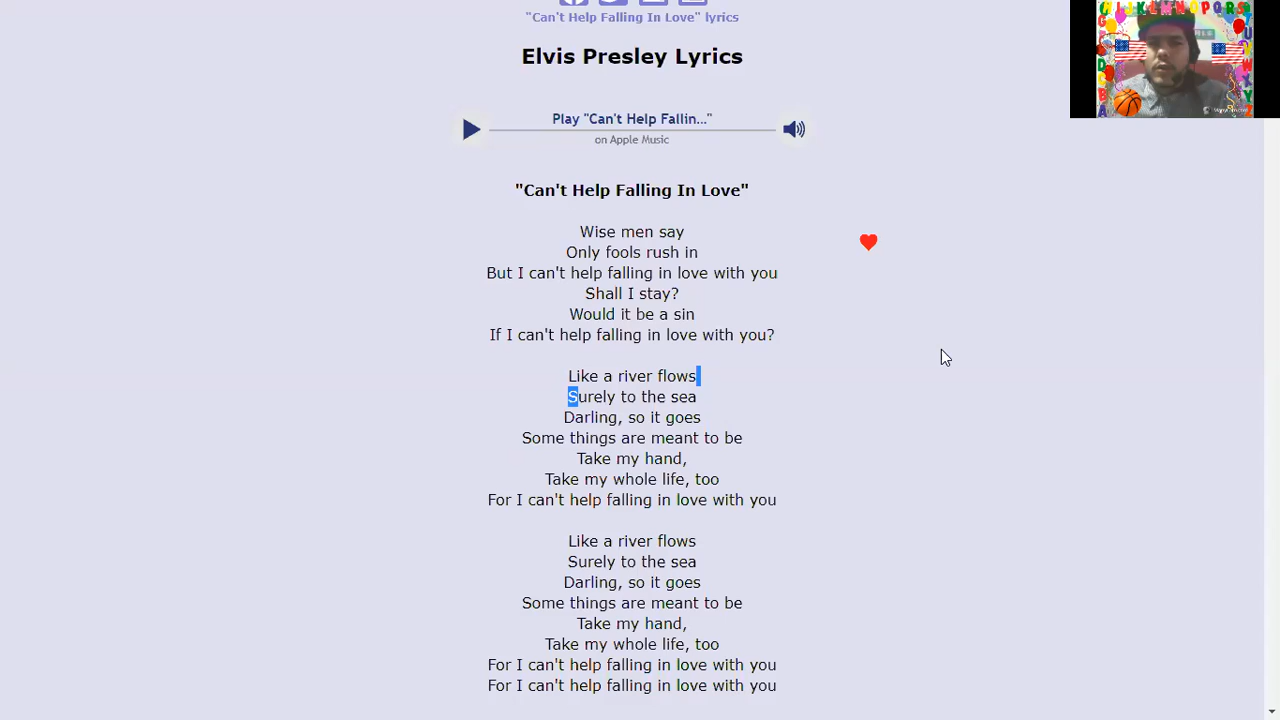 "Can't Help Falling In Love" lyrics
Elvis Presley Lyrics
Play "Can't Help Fallin..."
on Apple Music
"Can't Help Falling In Love"
Wise men say
Only fools rush in
But I can't help falling in love with you
Shall I stay?
Would it be a sin
If I can't help falling in love with you?
Like a river flows
Surely to the sea
Darling, so it goes
Some things are meant to be
Take my hand,
Take my whole life, too
For I can't help falling in love with you
Like a river flows
Surely to the sea
Darling, so it goes
Some things are meant to be
Take my hand,
Take my whole life, too
For I can't help falling in love with you
For I can't help falling in love with you